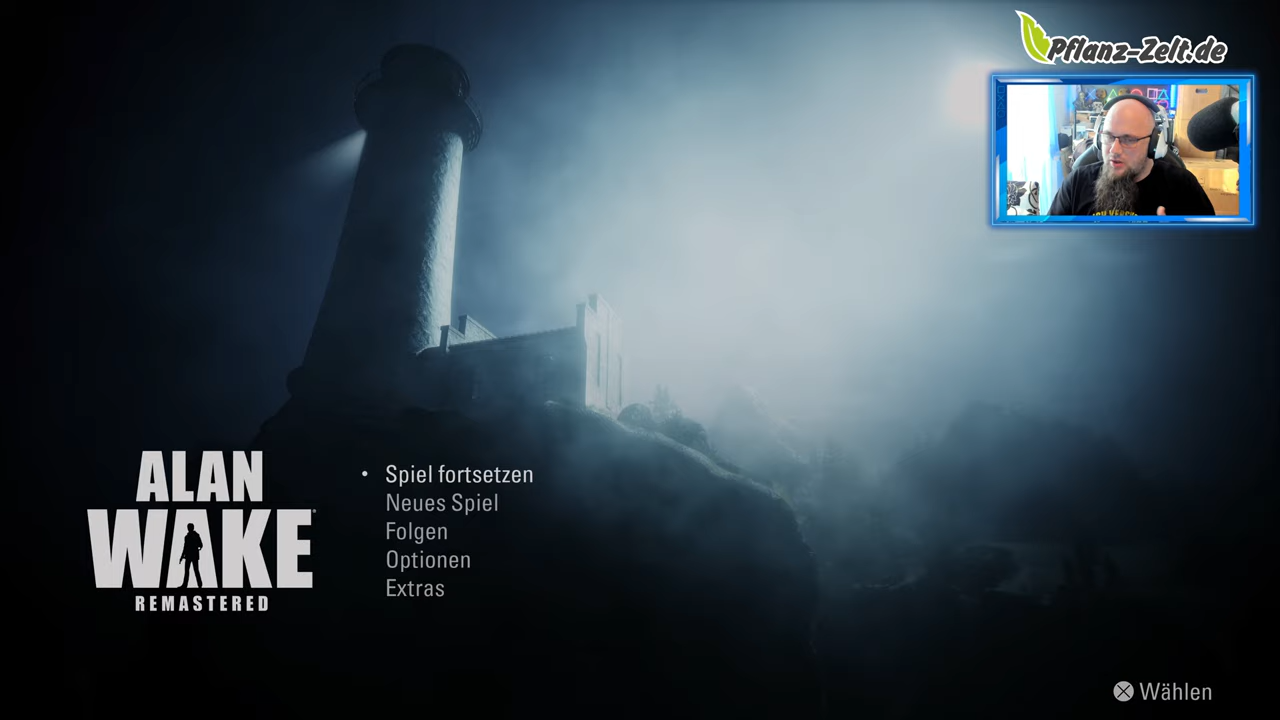 Pflanz-Zelt.de
ALAN
WAKE
REMASTERED
Spiel fortsetzen
Neues Spiel
Folgen
Optionen
Extras
Wählen